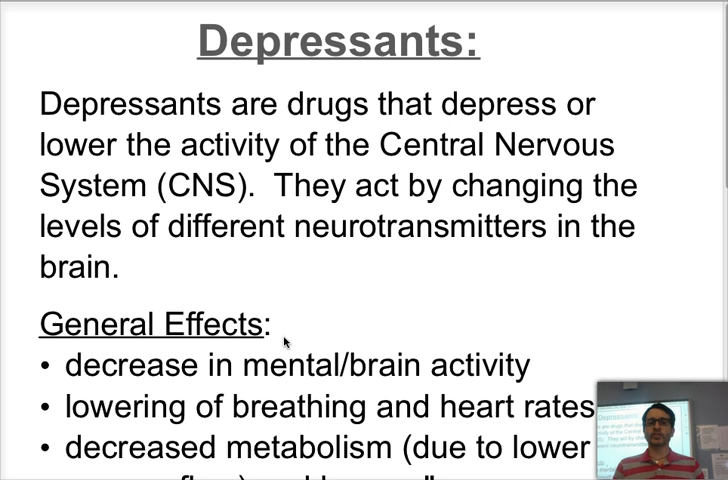 Depressants:
Depressants are drugs that depress or
lower the activity of the Central Nervous
System (CNS).  They act by changing the
levels of different neurotransmitters in the
brain.
General Effects:
• decrease in mental/brain activity
• lowering of breathing and heart rates
• decreased metabolism (due to lower